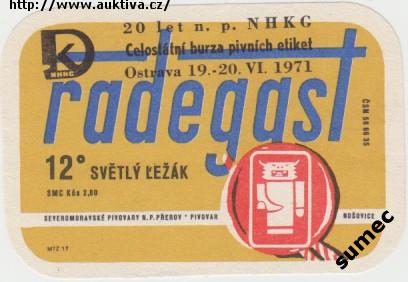 http://www.auktiva.cz/
20 let n. p. NHKG
Celostátní burza pivních etiket
Ostrava 19.-20. VI. 1971
NHKG
radegast
12° SVĚTLÝ LEŽÁK
SMC Kčs 2,80
ČSN 56 66 35
SEVEROMORAVSKÉ PIVOVARY N.P. PŘEROV * PIVOVAR NOŠOVICE
MTZ 17
sumec